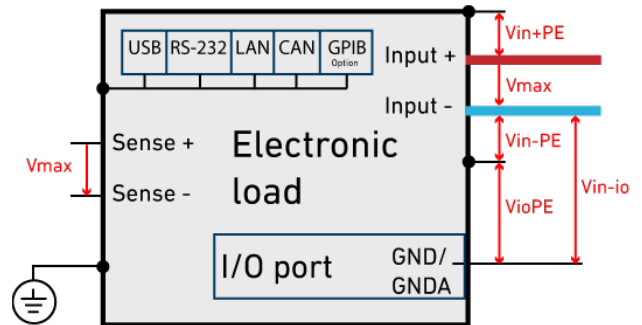 USB RS-232 LAN CAN GPIB
Option
Input +
Input -
Vin+PE
Vmax
Vin-PE
VioPE
Vin-io
Sense +
Sense -
Vmax
Electronic
load
I/O port
GND/
GNDA